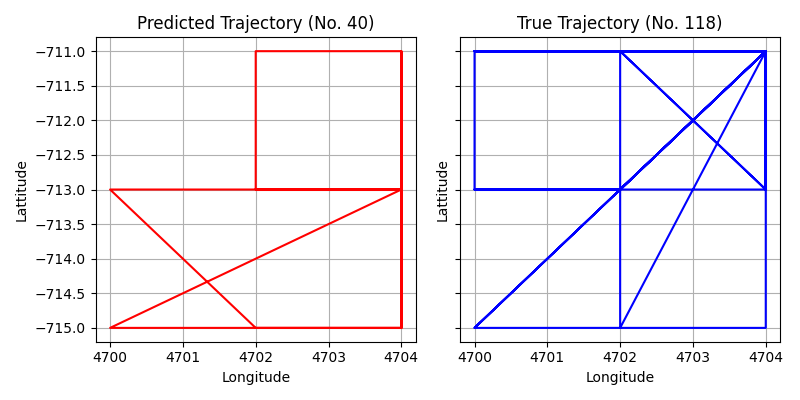 Predicted Trajectory (No. 40)
True Trajectory (No. 118)
−711.0
−711.5
−712.0
−712.5
−713.0
−713.5
−714.0
−714.5
−715.0
Lattitude
Lattitude
4700 4701 4702 4703 4704
4700 4701 4702 4703 4704
Longitude
Longitude